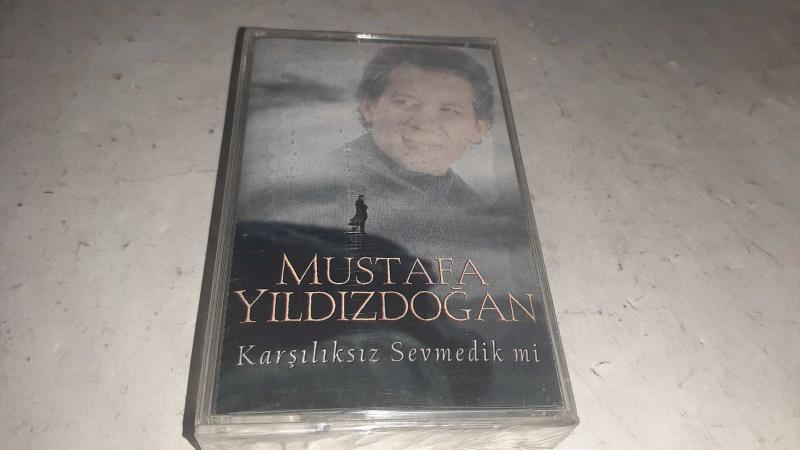 MUSTAFA
YILDIZDOĞAN
Karşılıksız Sevmedik mi